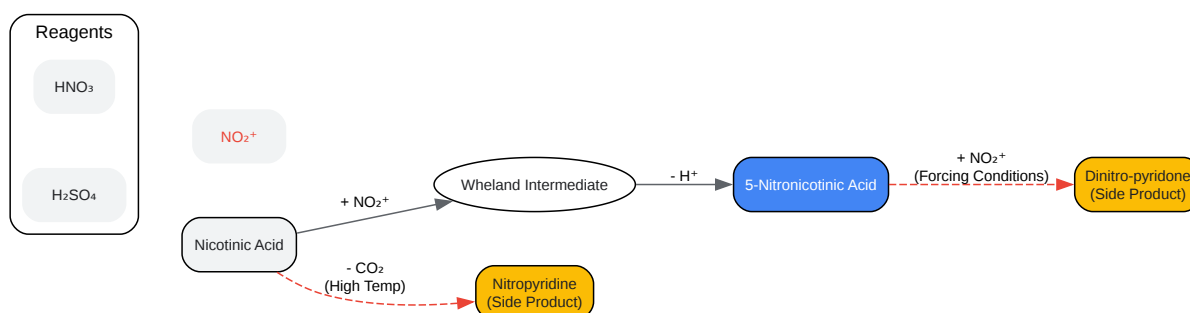 Reagents
HNO₃
H₂SO₄
NO₂⁺
Nicotinic Acid
+ NO₂⁺
Wheland Intermediate
- H⁺
5-Nitronicotinic Acid
+ NO₂⁺
(Forcing Conditions)
Dinitro-pyridone
(Side Product)
- CO₂
(High Temp)
Nitropyridine
(Side Product)